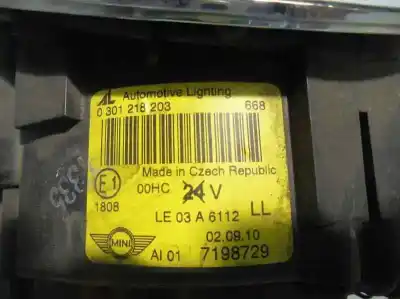 AL Automotive Lighting
0 301 218 203 668
Made in Czech Republic
E1 00HC 24 V
1808
LE 03 A 6112 LL
MINI 02.09.10
AI 01 7198729